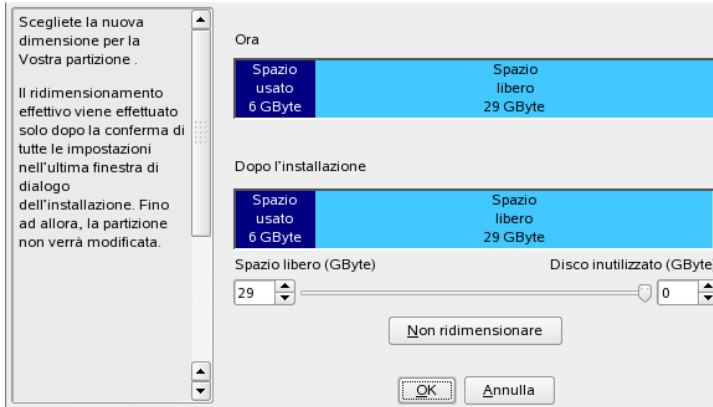 Scegliete la nuova
dimensione per la
Vostra partizione .
Il ridimensionamento
effettivo viene effettuato
solo dopo la conferma di
tutte le impostazioni
nell'ultima finestra di
dialogo
dell'installazione. Fino
ad allora, la partizione
non verrá modificata.
Ora
Spazio
usato
6 GByte
Spazio
libero
29 GByte
Dopo l'installazione
Spazio
usato
6 GByte
Spazio
libero
29 GByte
Spazio libero (GByte)
Disco inutilizzato (GByte
29
0
Non ridimensionare
OK
Annulla